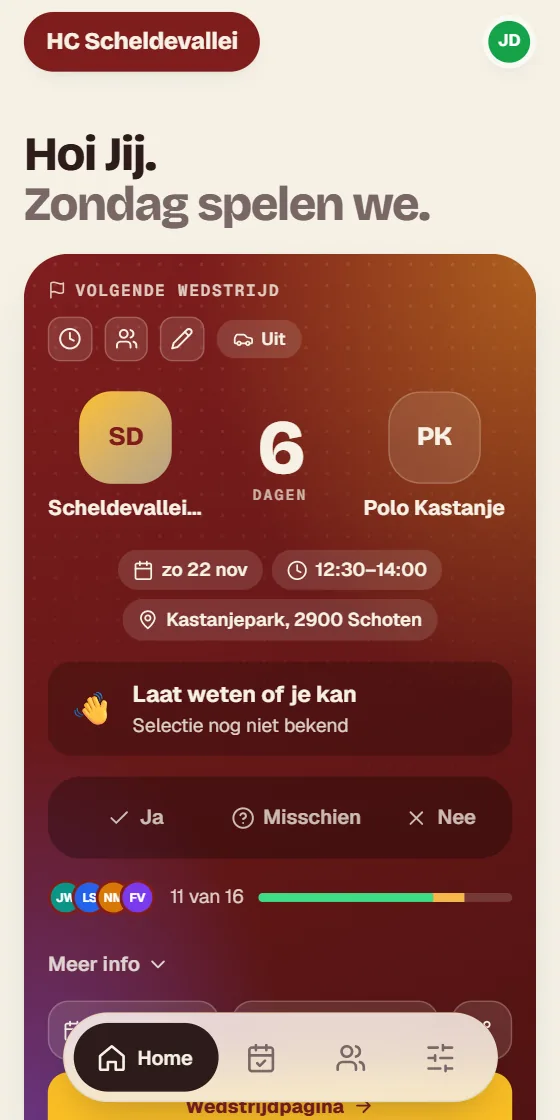 HC Scheldevallei
JD
Hoi Jij.
Zondag spelen we.
VOLGENDE WEDSTRIJD
Uit
SD
6
PK
DAGEN
Scheldevallei...
Polo Kastanje
zo 22 nov
12:30–14:00
Kastanjepark, 2900 Schoten
Laat weten of je kan
Selectie nog niet bekend
Ja
Misschien
Nee
JW
LS
FV
11 van 16
Meer info
Home
Wedstrijdpagina